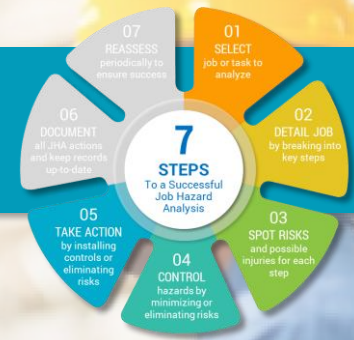 7
STEPS
To a Successful
Job Hazard
Analysis
01
SELECT
job or task to
analyze
02
DETAIL JOB
by breaking into
key steps
03
SPOT RISKS
and possible
injuries for each
step
04
CONTROL
hazards by
minimizing or
eliminating risks
05
TAKE ACTION
by installing
controls or
eliminating
risks
06
DOCUMENT
all JHA actions
and keep records
up-to-date
07
REASSESS
periodically to
ensure success